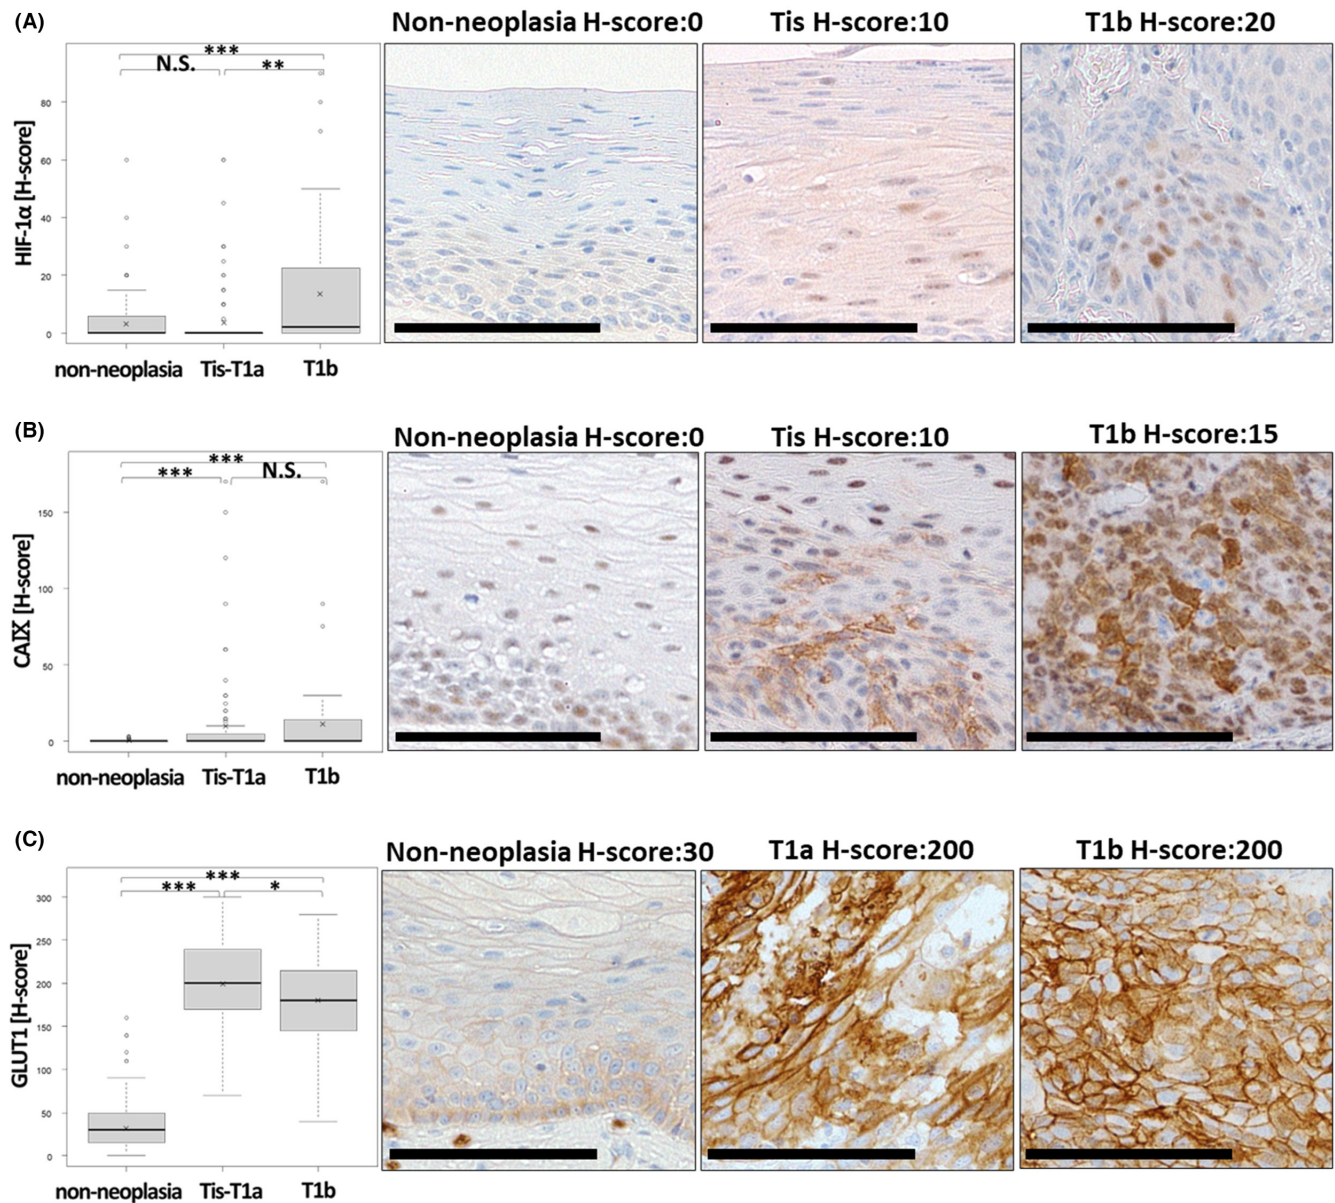 (A)
Non-neoplasia H-score:0
Tis H-score:10
T1b H-score:20
***
N.S.
**
HIF-1α [H-score]
80
60
40
20
0
non-neoplasia
Tis-T1a
T1b
(B)
Non-neoplasia H-score:0
Tis H-score:10
T1b H-score:15
***
***
N.S.
CAIX [H-score]
150
100
50
0
non-neoplasia
Tis-T1a
T1b
(C)
Non-neoplasia H-score:30
T1a H-score:200
T1b H-score:200
***
***
*
GLUT1 [H-score]
300
250
200
150
100
50
0
non-neoplasia
Tis-T1a
T1b